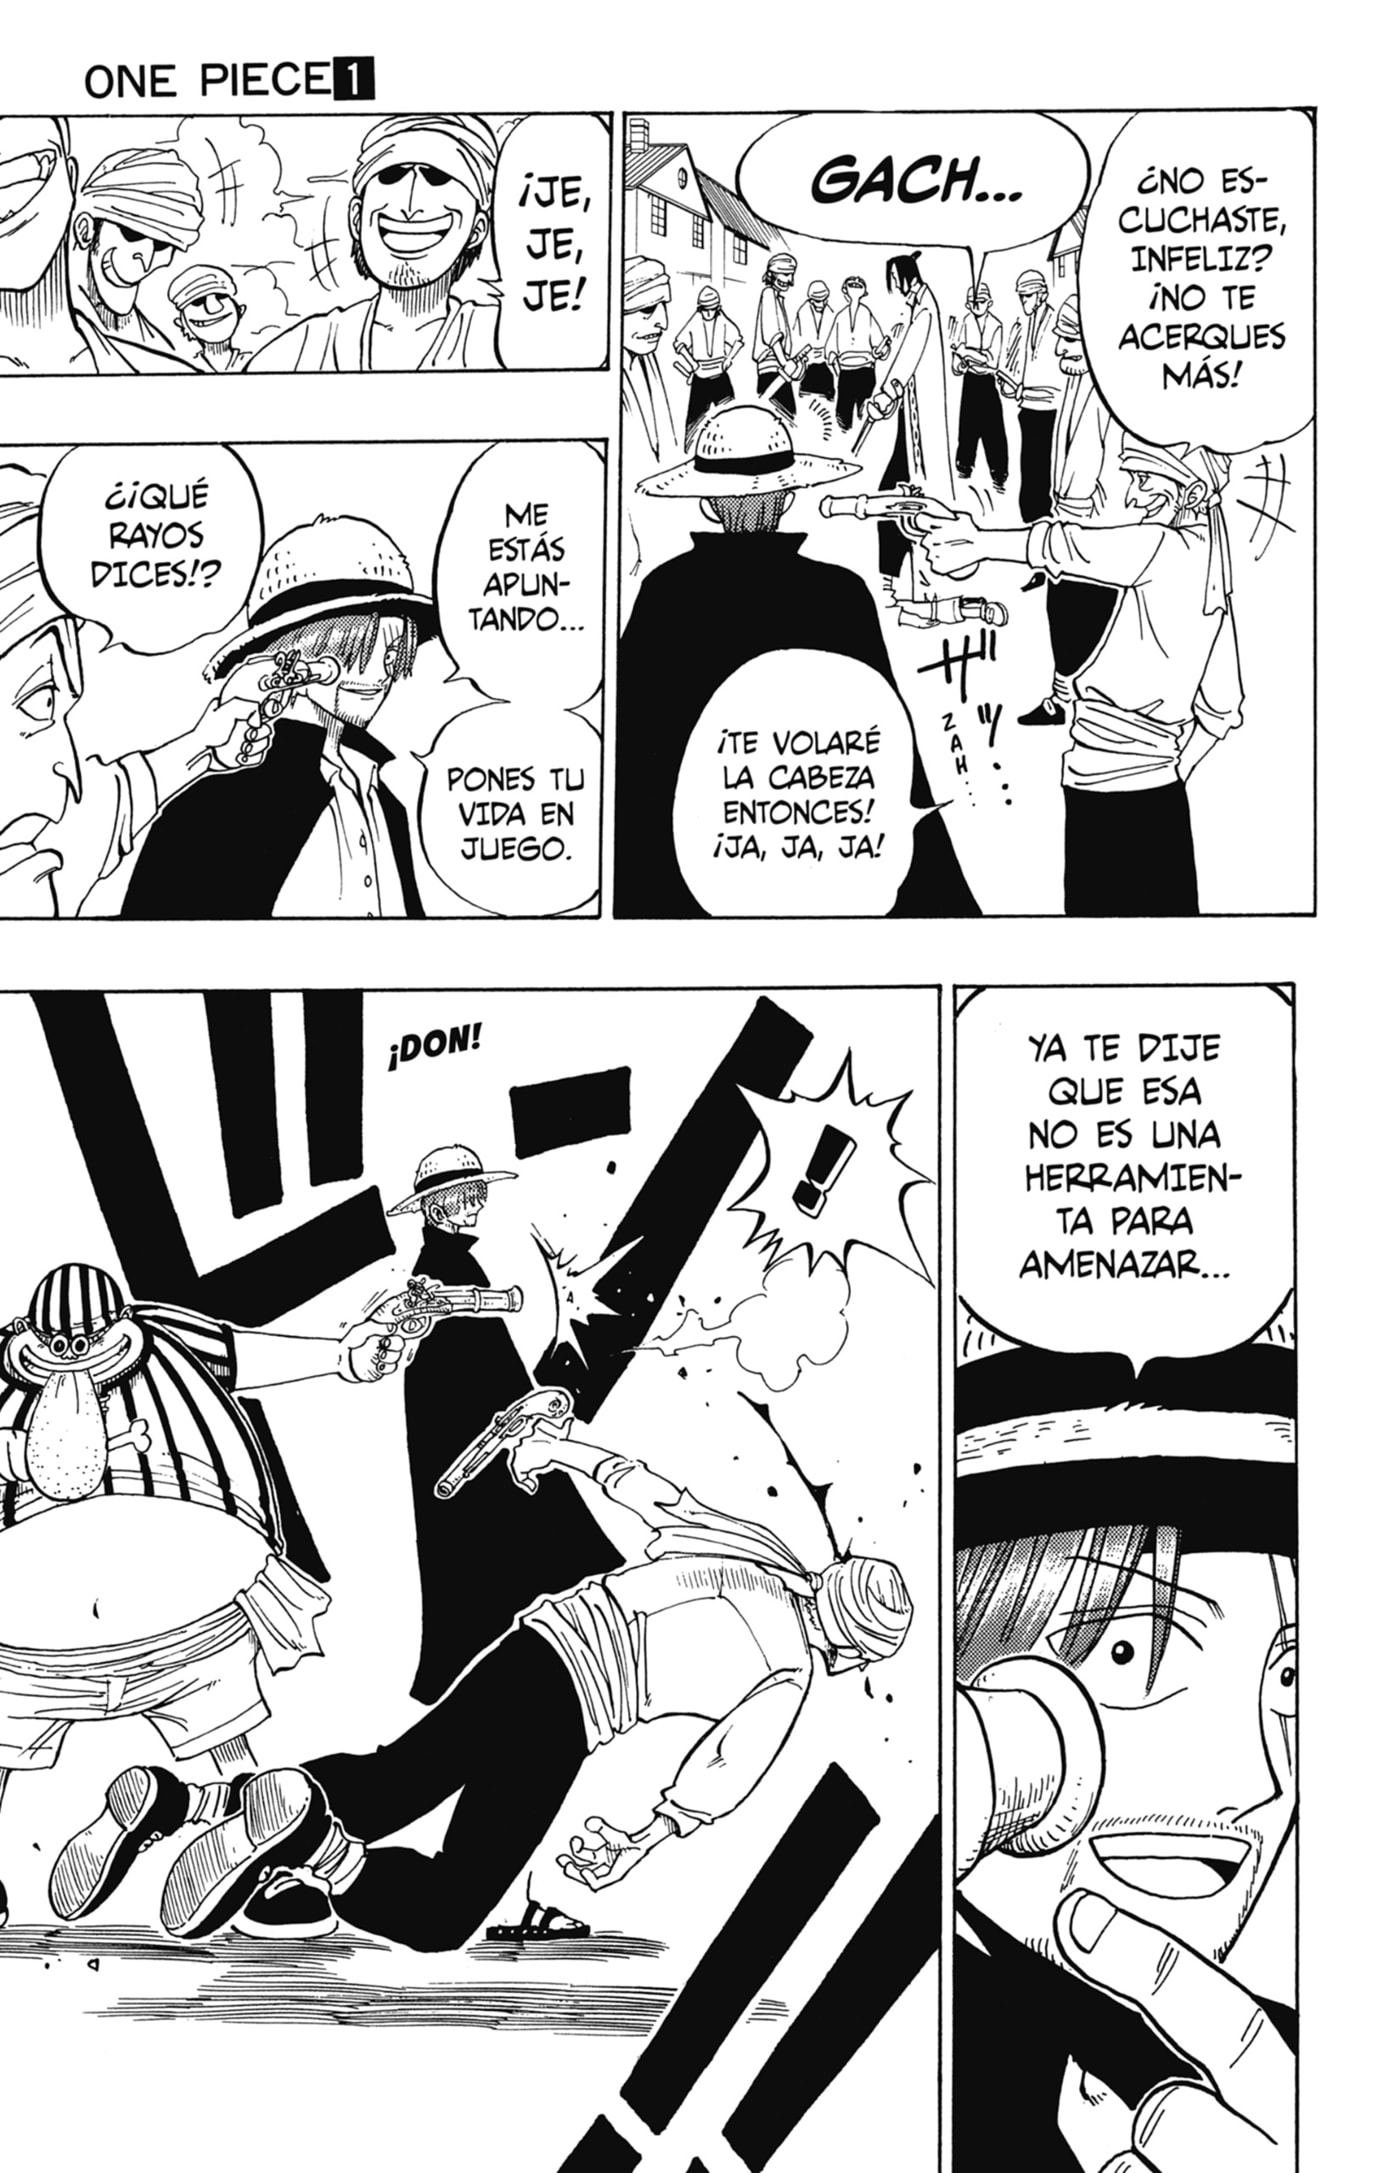 ONE PIECE 1
¿NO ES-
CUCHASTE,
INFELIZ?
¡NO TE
ACERQUES
MÁS!
GACH...
ザッ...
ZAH...
¡TE VOLARÉ
LA CABEZA
ENTONCES!
¡JA, JA, JA!
¡JE,
JE,
JE!
ME
ESTÁS
APUN-
TANDO...
PONES TU
VIDA EN
JUEGO.
¿¡QUÉ
RAYOS
DICES!?
YA TE DIJE
QUE ESA
NO ES UNA
HERRAMIEN-
TA PARA
AMENAZAR...
!
¡DON!